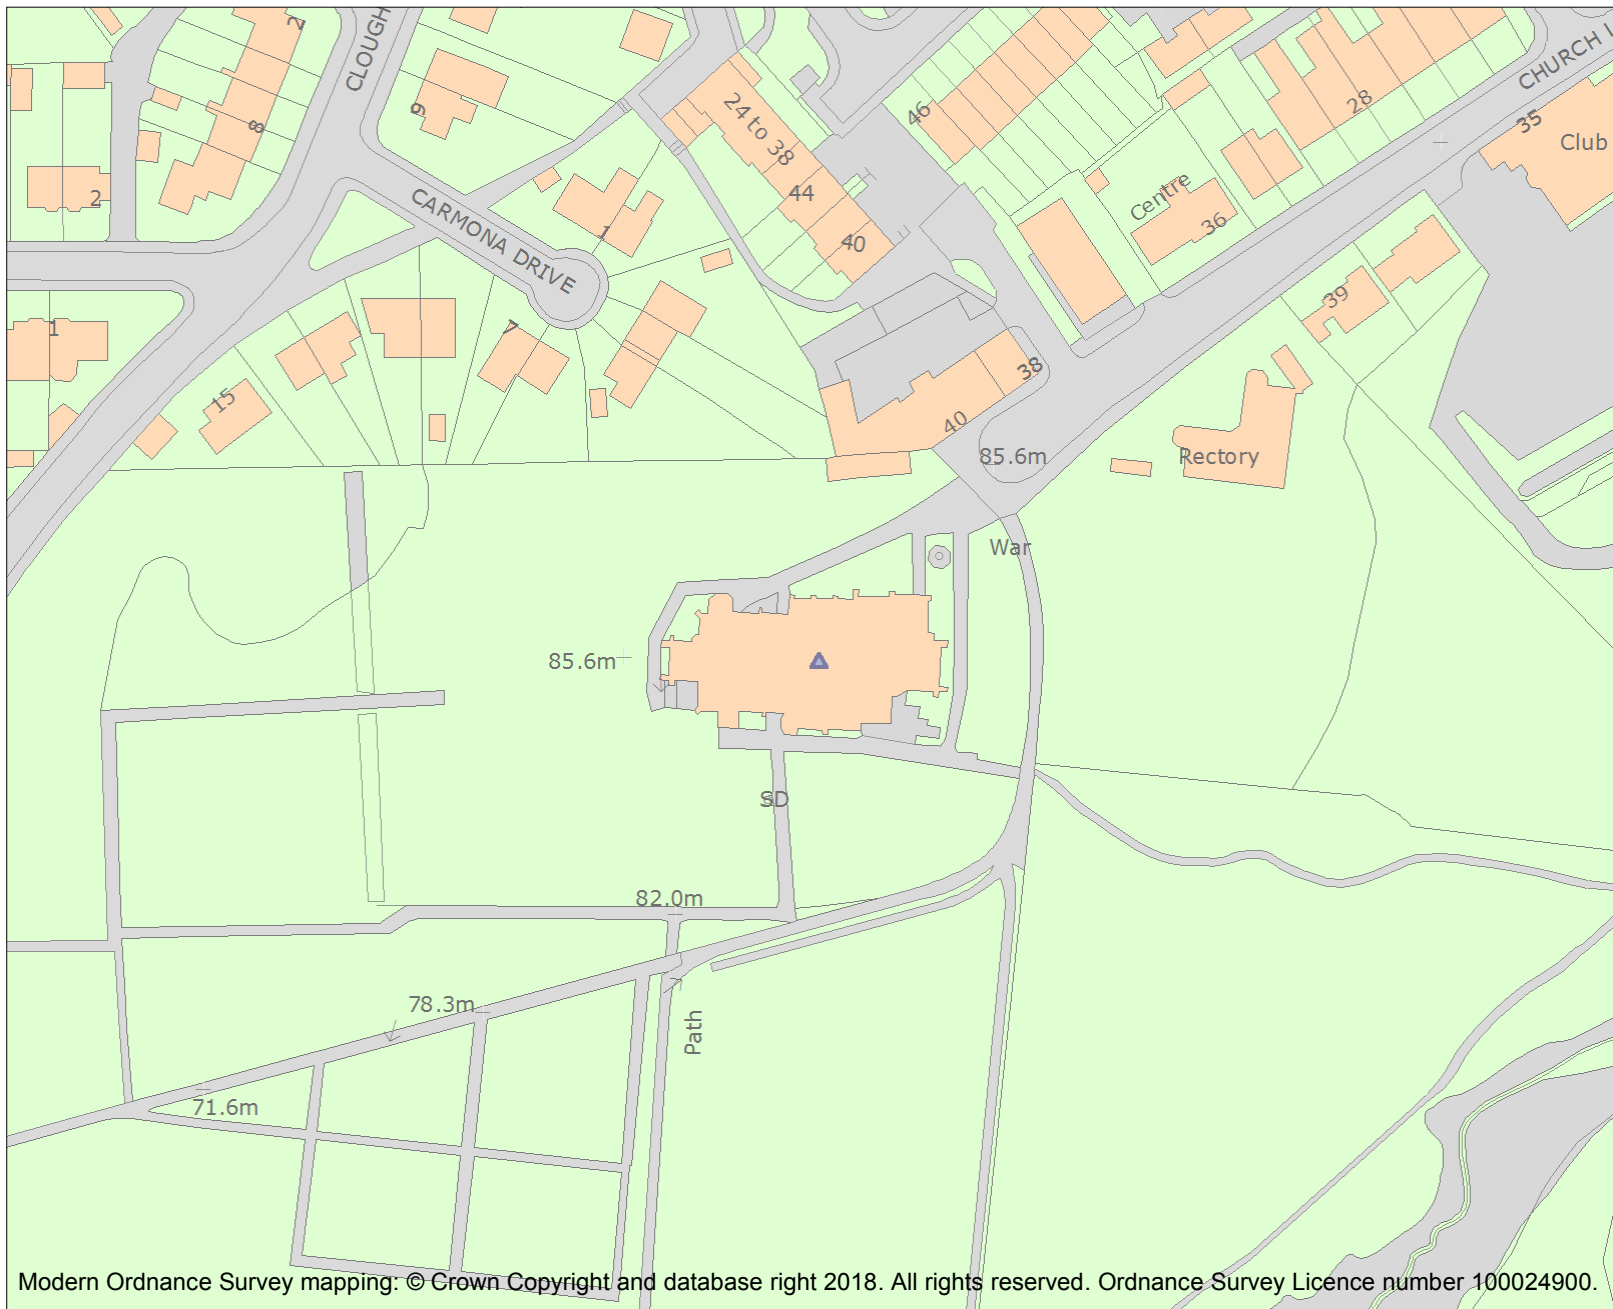 2
CLOUGH
9
8
2
24 to 38
44
40
46
Centre
36
28
CHURCH L
35
Club
CARMONA DRIVE
1
7
1
15
39
38
40
85.6m
Rectory
War
85.6m
SD
82.0m
78.3m
Path
71.6m
Modern Ordnance Survey mapping: © Crown Copyright and database right 2018. All rights reserved. Ordnance Survey Licence number 100024900.